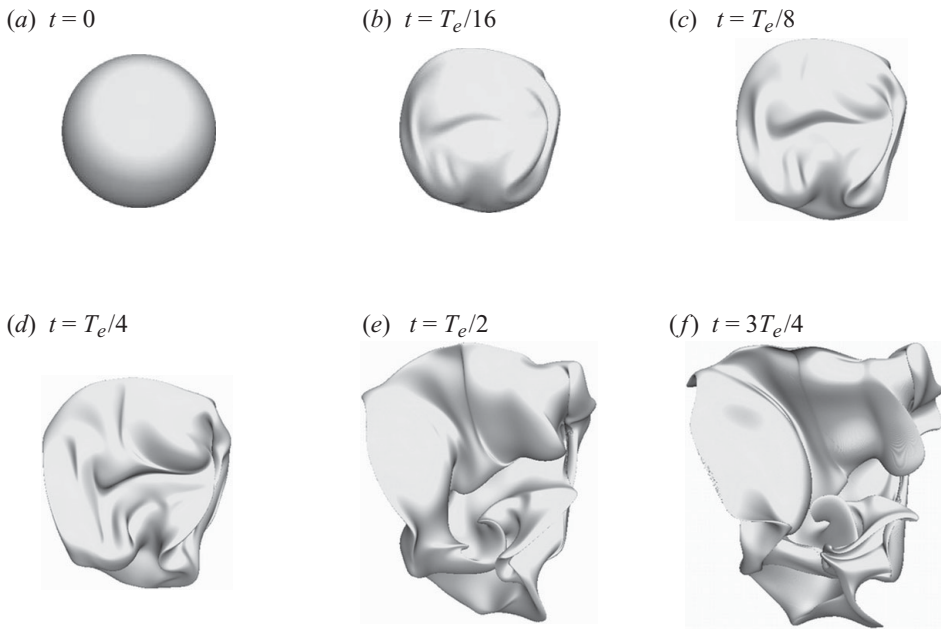 (a) t = 0
(b) t = T_e/16
(c) t = T_e/8
(d) t = T_e/4
(e) t = T_e/2
(f) t = 3T_e/4